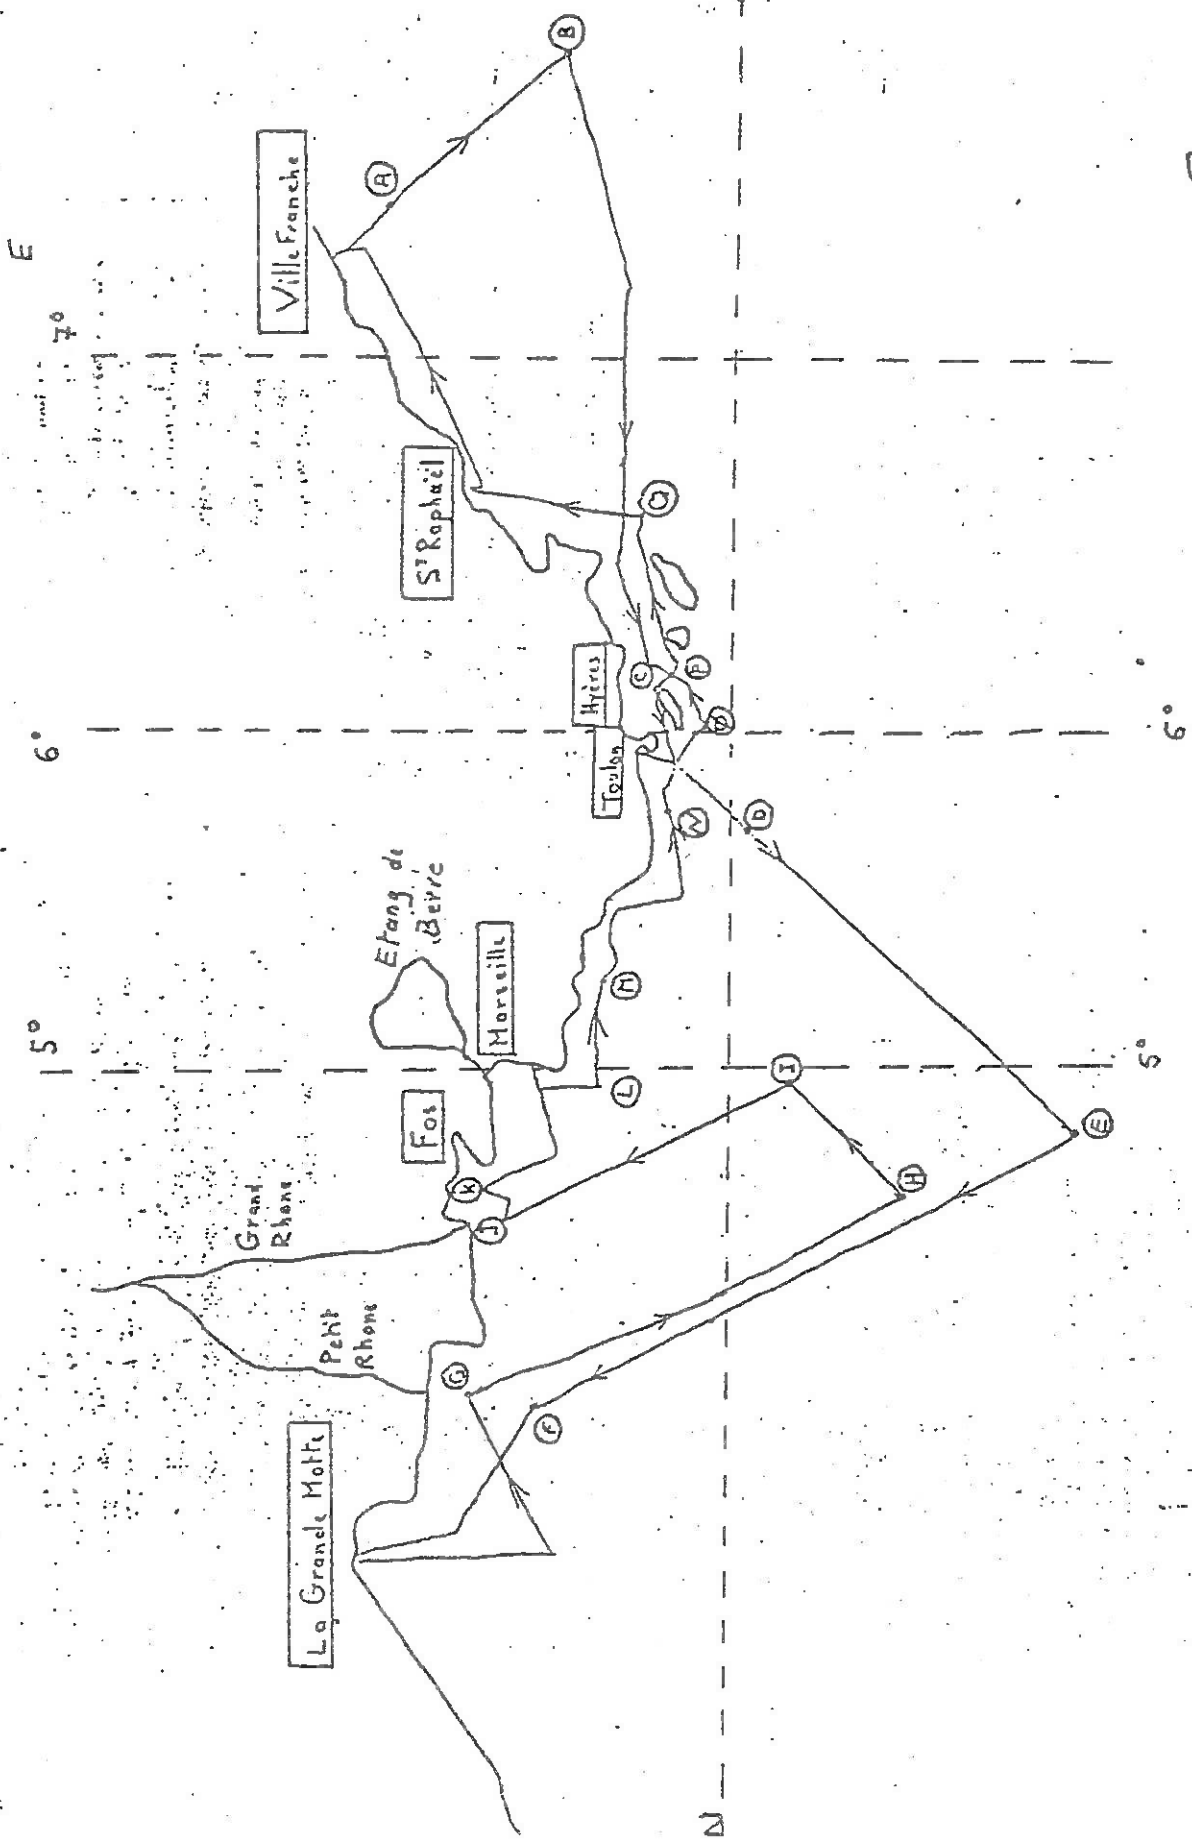 E
7°
6°
5°
Ville Franche
St Raphaël
Hyères
Toulon
Etang de
Berre
Marseille
Fos
Grand
Rhone
Petit
Rhone
La Grande Motte
A
B
C
D
E
F
G
H
I
J
K
L
M
N
O
P
Q
6°
5°